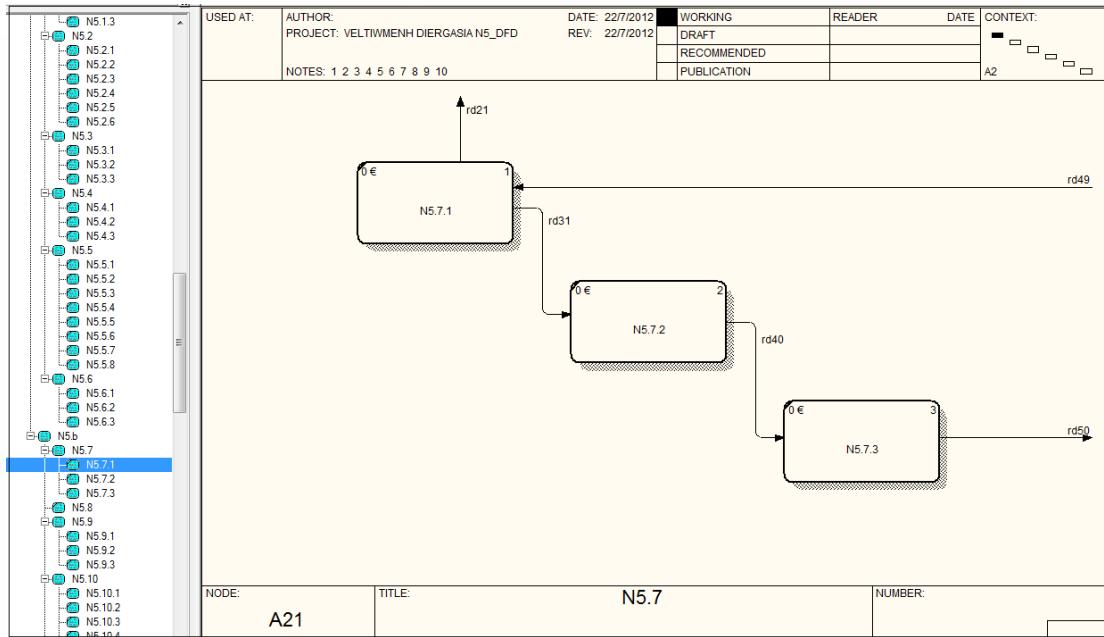 N5.1.3
N5.2
N5.2.1
N5.2.2
N5.2.3
N5.2.4
N5.2.5
N5.2.6
N5.3
N5.3.1
N5.3.2
N5.3.3
N5.4
N5.4.1
N5.4.2
N5.4.3
N5.5
N5.5.1
N5.5.2
N5.5.3
N5.5.4
N5.5.5
N5.5.6
N5.5.7
N5.5.8
N5.6
N5.6.1
N5.6.2
N5.6.3
N5.b
N5.7
N5.7.1
N5.7.2
N5.7.3
N5.8
N5.9
N5.9.1
N5.9.2
N5.9.3
N5.10
N5.10.1
N5.10.2
N5.10.3
N5.10.4
USED AT:
AUTHOR:
DATE: 22/7/2012
PROJECT: VELTIWMENH DIERGASIA N5_DFD
REV: 22/7/2012
NOTES: 1 2 3 4 5 6 7 8 9 10
WORKING
DRAFT
RECOMMENDED
PUBLICATION
READER
DATE
CONTEXT:
A2
rd21
0 €
1
N5.7.1
rd49
rd31
0 €
2
N5.7.2
rd40
0 €
3
N5.7.3
rd50
NODE:
A21
TITLE:
N5.7
NUMBER: